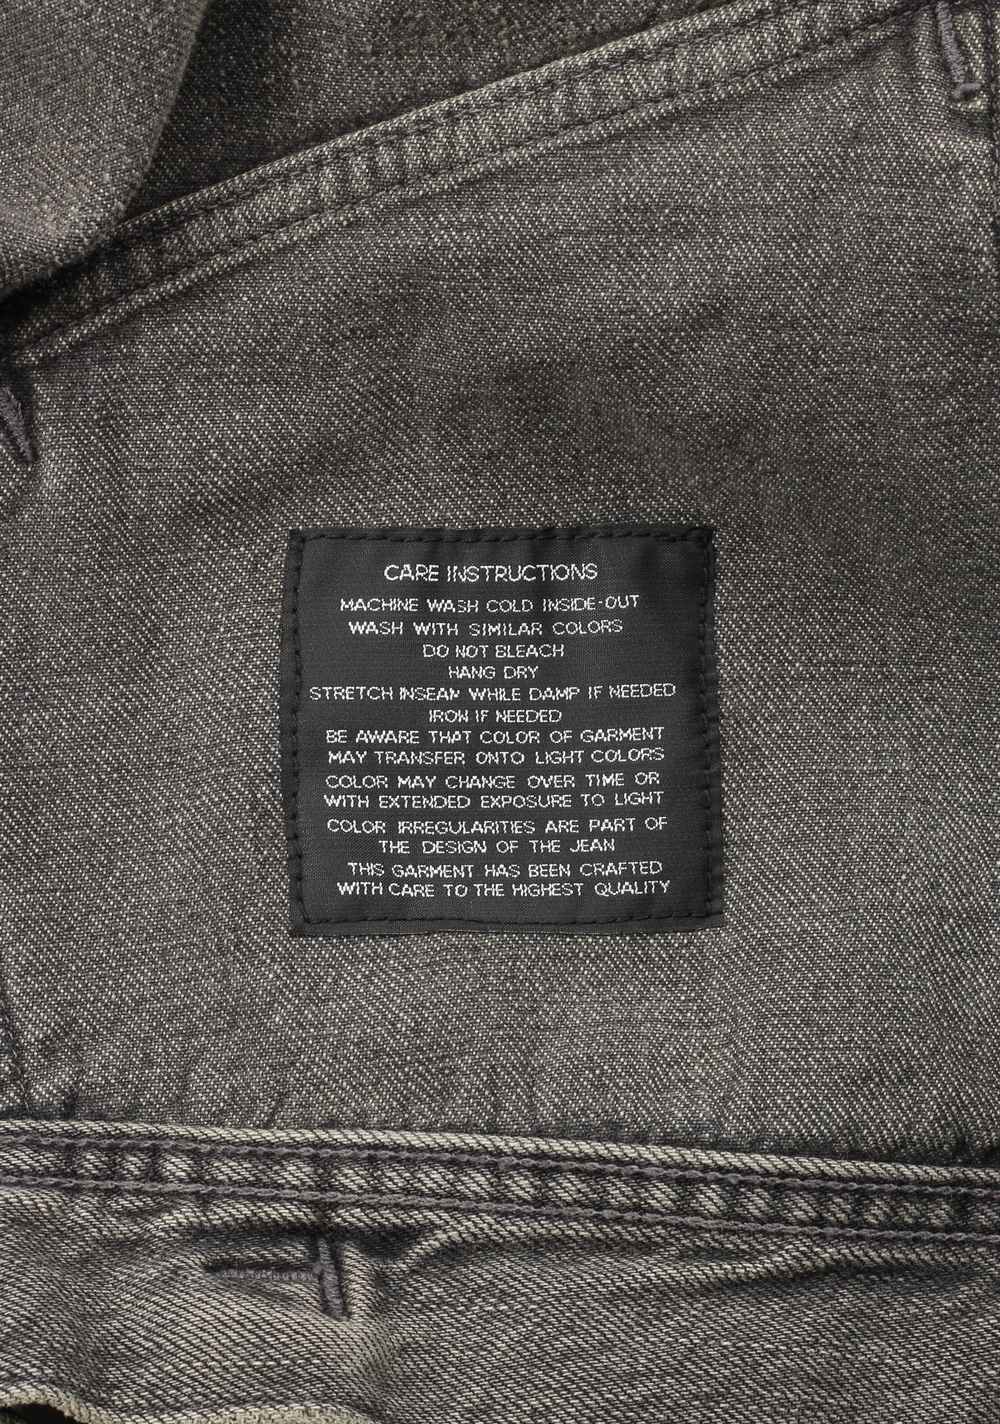 CARE INSTRUCTIONS
MACHINE WASH COLD INSIDE-OUT
WASH WITH SIMILAR COLORS
DO NOT BLEACH
HANG DRY
STRETCH INSEAM WHILE DAMP IF NEEDED
IRON IF NEEDED
BE AWARE THAT COLOR OF GARMENT
MAY TRANSFER ONTO LIGHT COLORS
COLOR MAY CHANGE OVER TIME OR
WITH EXTENDED EXPOSURE TO LIGHT
COLOR IRREGULARITIES ARE PART OF
THE DESIGN OF THE JEAN
THIS GARMENT HAS BEEN CRAFTED
WITH CARE TO THE HIGHEST QUALITY